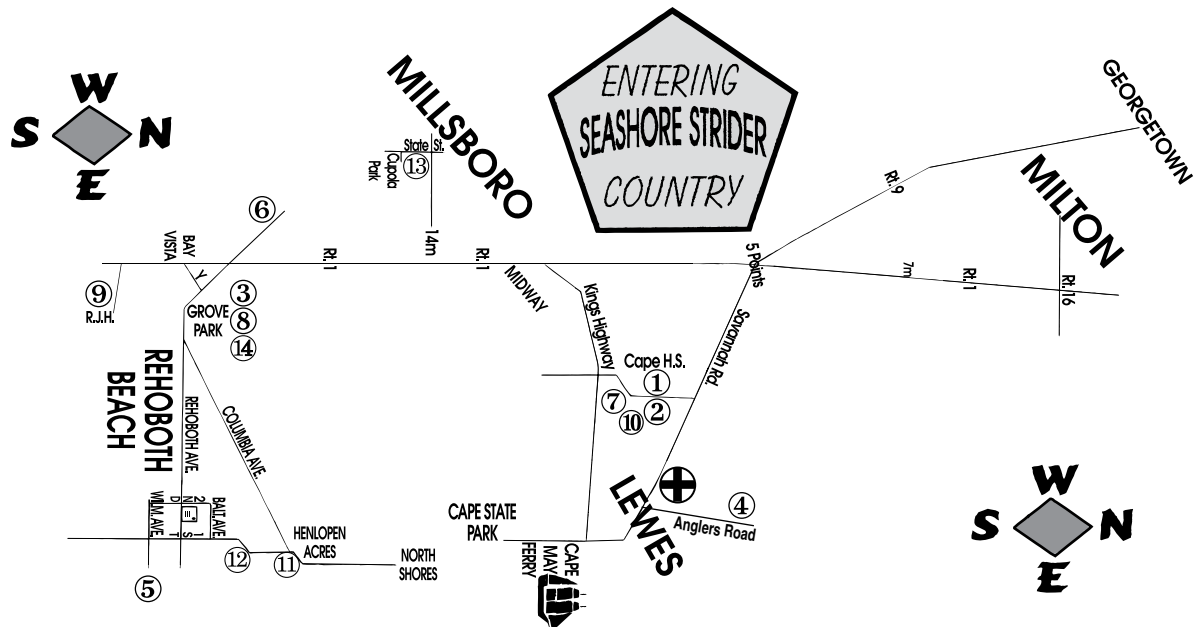 W
S N
E
MILLSBORO
State St.
Cupola
Park
13
14m
ENTERING
SEASHORE STRIDER
COUNTRY
GEORGETOWN
MILTON
Rt. 9
5 Points
7m
Rt. 1
Rt. 16
6
BAY
VISTA
Y
Rt. 1
Rt. 1
MIDWAY
9
R.J.H.
GROVE
PARK
3
8
14
Kings Highway
Savannah Rd.
Cape H.S.
1
2
7
10
REHOBOTH
BEACH
REHOBOTH AVE.
COLUMBIA AVE.
WILM. AVE.
2ND
1ST
BALT. AVE.
HENLOPEN
ACRES
NORTH
SHORES
12
11
5
LEWES
4
Anglers Road
CAPE STATE
PARK
CAPE
MAY
FERRY
W
S N
E